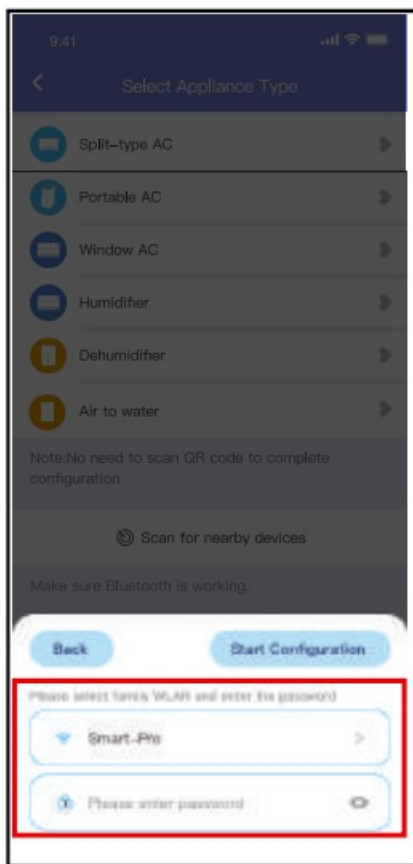 9:41
Select Appliance Type
Split-type AC
Portable AC
Window AC
Humidifier
Dehumidifier
Air to water
Note:No need to scan QR code to complete
configuration
Scan for nearby devices
Make sure Bluetooth is working.
Back
Start Configuration
Please select family WLAN and enter the password
Smart-Pro
Please enter password